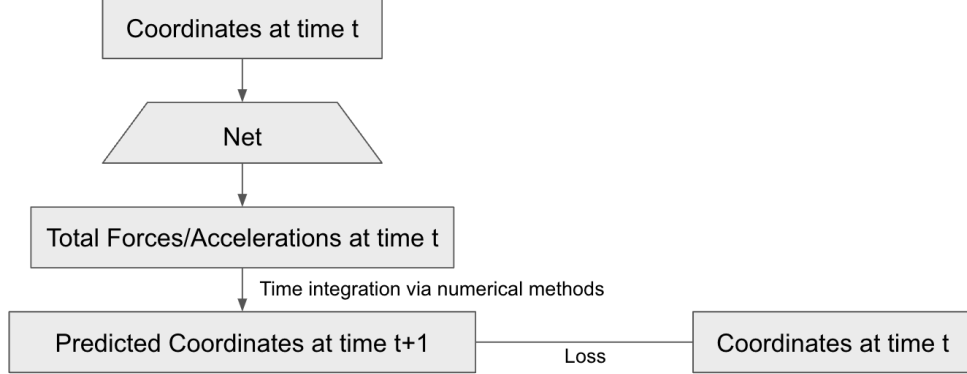 Coordinates at time t
Net
Total Forces/Accelerations at time t
Time integration via numerical methods
Predicted Coordinates at time t+1
Loss
Coordinates at time t